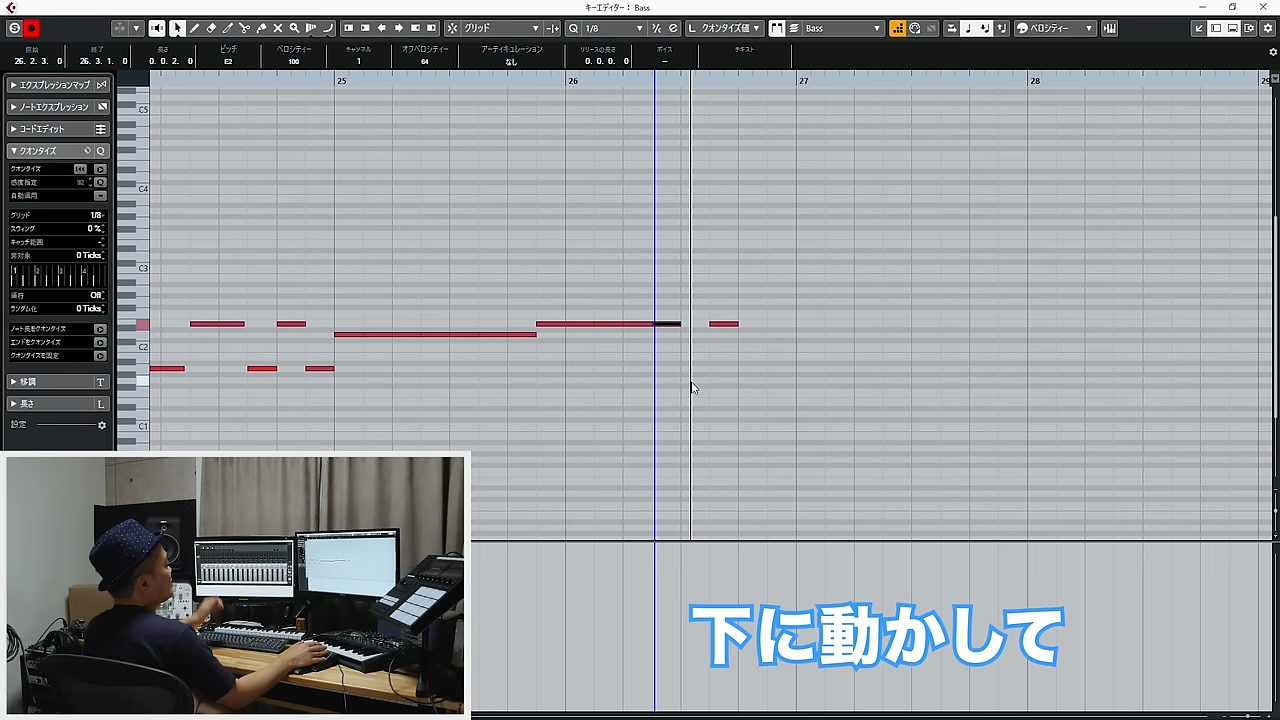 キーエディター： Bass
グリッド
1/8
クオンタイズ値
Bass
ベロシティー
開始
終了
長さ
ピッチ
ベロシティー
チャンネル
オフベロシティー
アーティキュレーション
リリースの長さ
ボイス
テキスト
26. 2. 3. 0
26. 3. 1. 0
0. 0. 2. 0
E2
100
1
64
なし
0. 0. 0. 0
25
26
27
28
29
エクスプレッションマップ
ノートエクスプレッション
コードエディット
クオンタイズ
クオンタイズ
感度指定
自動適用
グリッド 1/8
スウィング 0 %
キャッチ範囲
非対象 0 Ticks
1 2 3 4
進行 Off
ランダム化 0 Ticks
ノート長をクオンタイズ
エンドをクオンタイズ
クオンタイズを固定
移調
長さ L
設定
C5
C4
C3
C2
C1
下に動かして